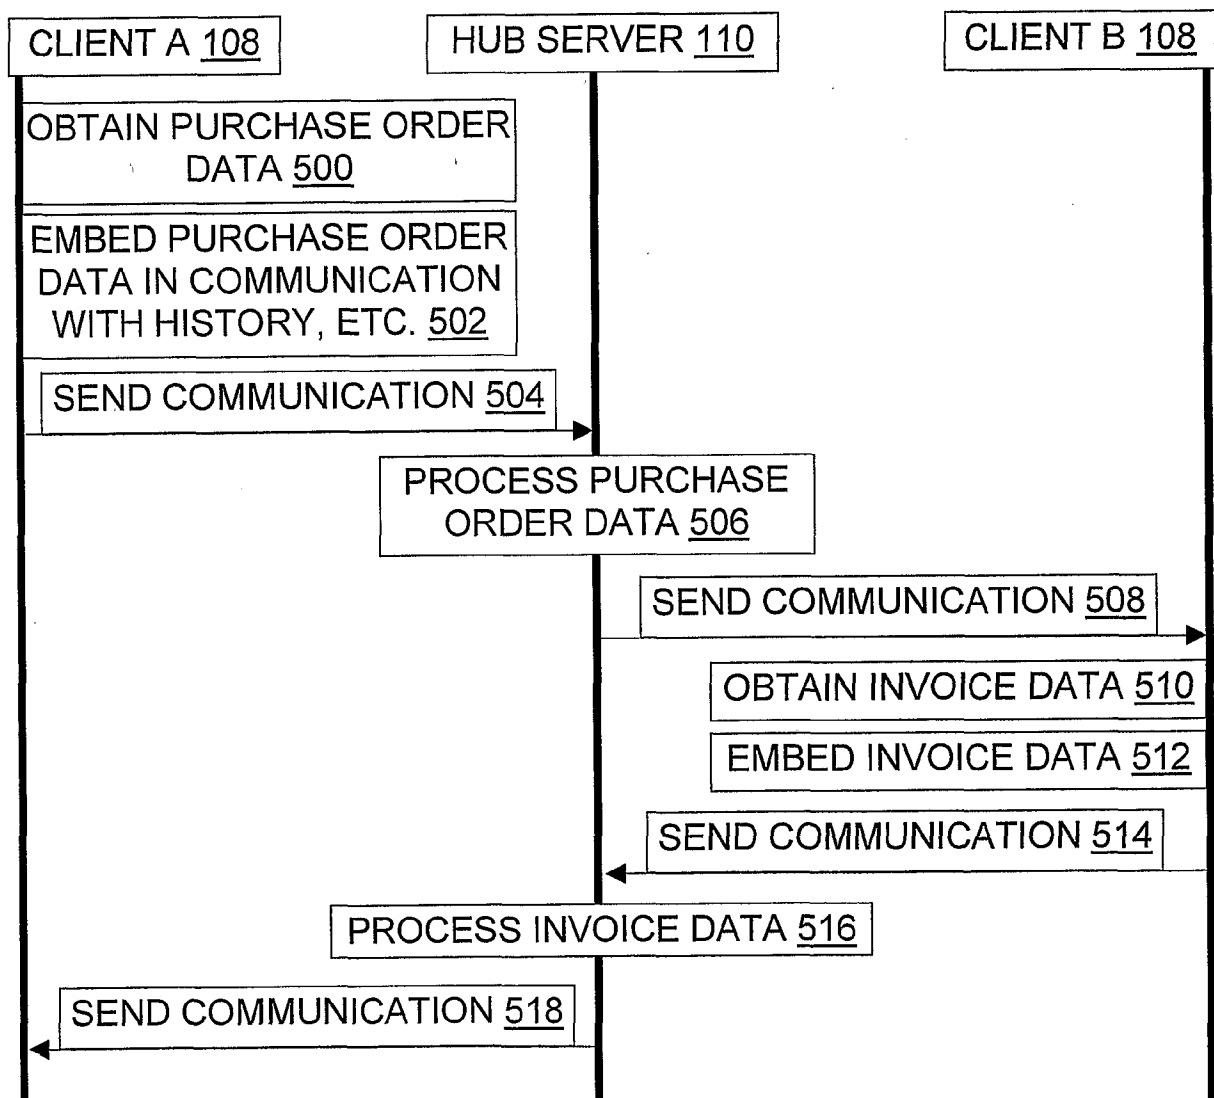 CLIENT A 108
HUB SERVER 110
CLIENT B 108
OBTAIN PURCHASE ORDER
DATA 500
EMBED PURCHASE ORDER
DATA IN COMMUNICATION
WITH HISTORY, ETC. 502
SEND COMMUNICATION 504
PROCESS PURCHASE
ORDER DATA 506
SEND COMMUNICATION 508
OBTAIN INVOICE DATA 510
EMBED INVOICE DATA 512
SEND COMMUNICATION 514
PROCESS INVOICE DATA 516
SEND COMMUNICATION 518